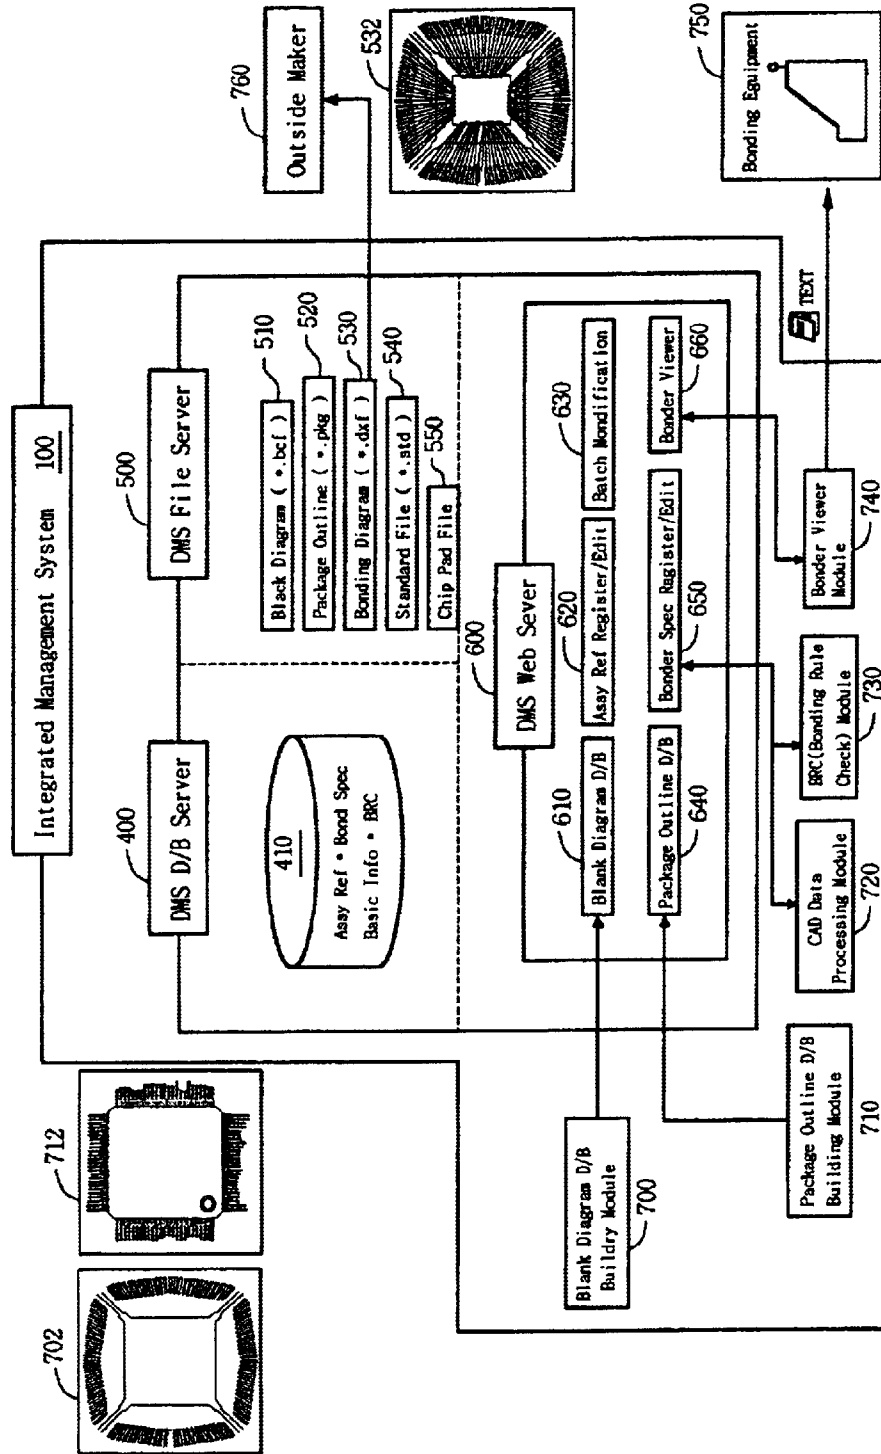 Integrated Management System 100
400
DMS D/B Server
500
DMS File Server
410
Assy Ref • Bond Spec
Basic Info • BRC
Black Diagram ( *.bcf )
510
Package Outline ( *.pkg )
520
Bonding Diagram ( *.dxf )
530
Standard File ( *.std )
540
Chip Pad File
550
600
DMS Web Sever
610
Blank Diagram D/B
620
Assy Ref Register/Edit
630
Batch Mondification
Package Outline D/B
640
Bonder Spec Ragister/Edit
650
Bonder Viewer
660
702
712
760
Outside Maker
532
Blank Diagram D/B
Buildry Module
700
Package Outline D/B
Building Module
710
CAD Data
Processing Module
720
BRC(Bonding Rule
Check) Module
730
Bonder Viewer
Module
740
TEXT
750
Bonding Eguipment